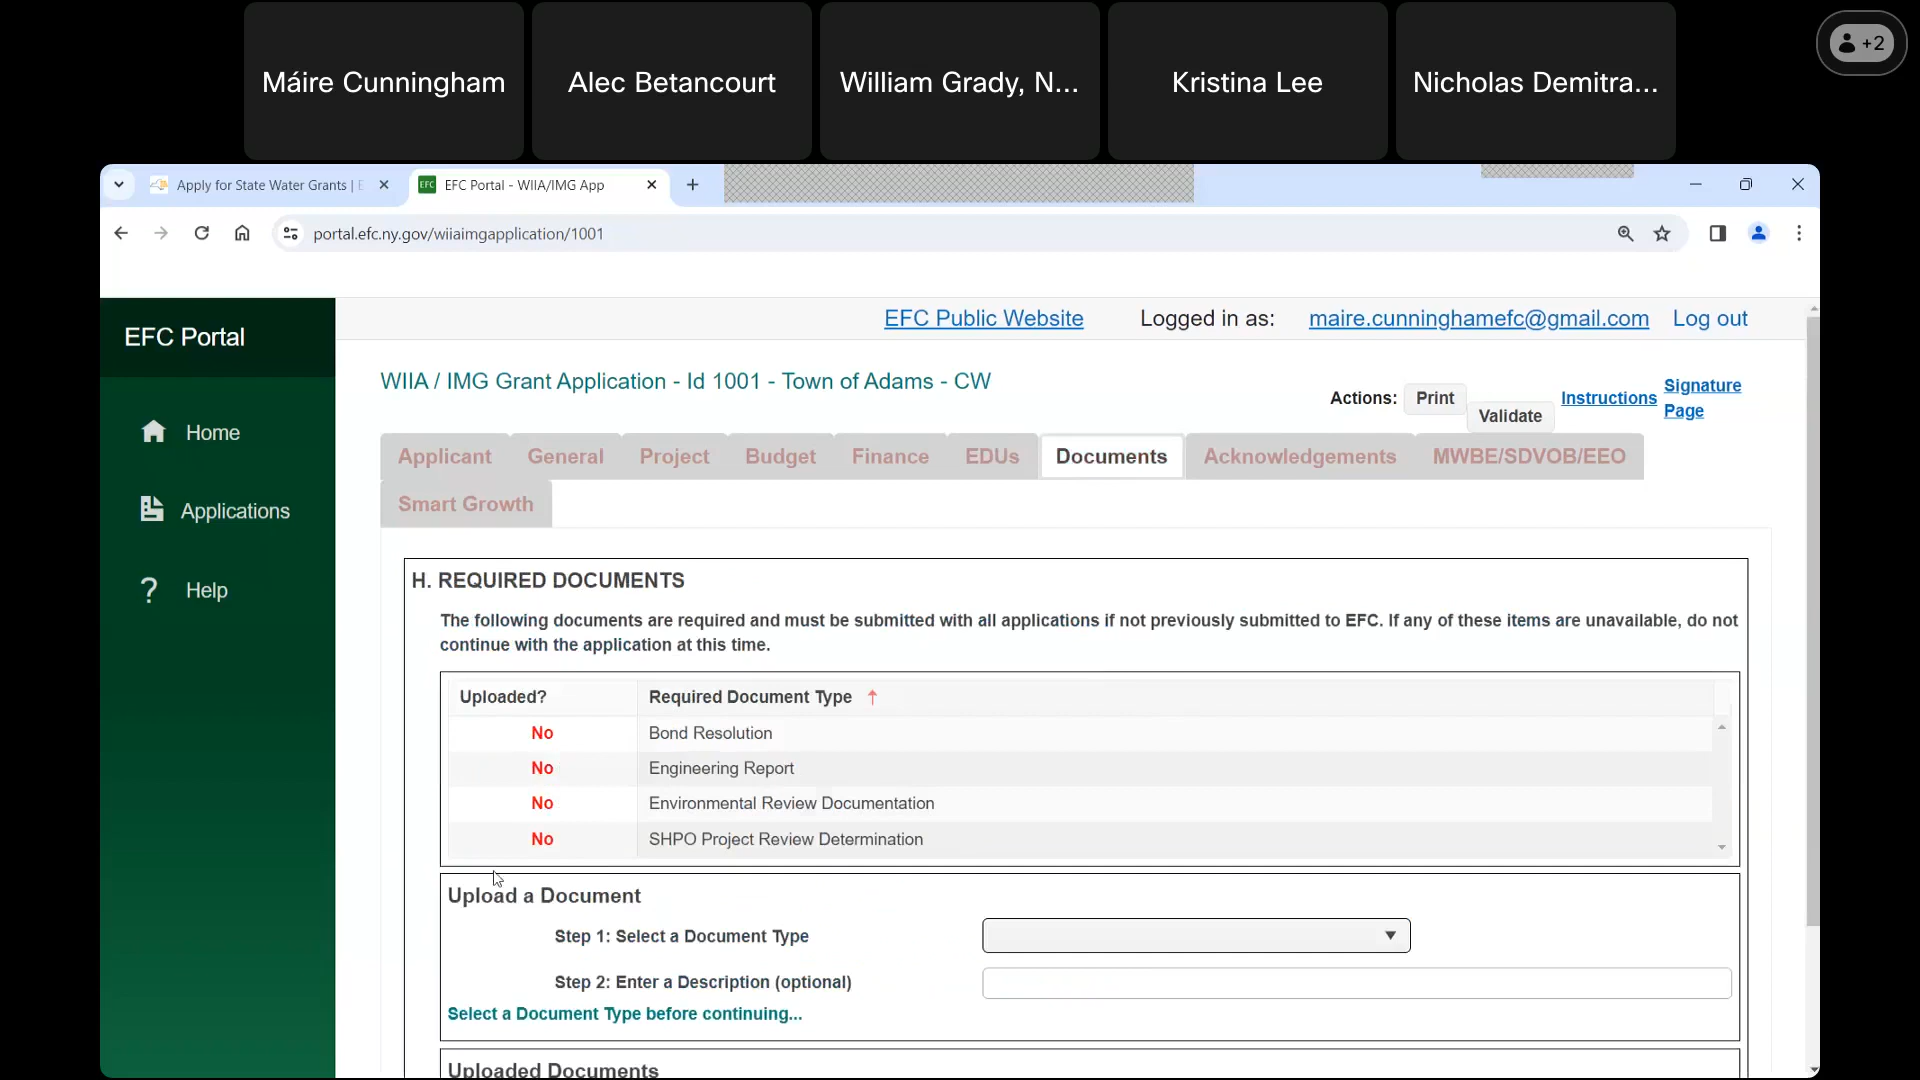 Máire Cunningham
Alec Betancourt
William Grady, N...
Kristina Lee
Nicholas Demitra...
+2
Apply for State Water Grants | E
EFC
EFC Portal - WIIA/IMG App
portal.efc.ny.gov/wiiaimgapplication/1001
EFC Portal
EFC Public Website
Logged in as:
maire.cunninghamefc@gmail.com
Log out
Home
Applications
Help
WIIA / IMG Grant Application - Id 1001 - Town of Adams - CW
Actions:
Print
Validate
Instructions
Signature
Page
Applicant
General
Project
Budget
Finance
EDUs
Documents
Acknowledgements
MWBE/SDVOB/EEO
Smart Growth
H. REQUIRED DOCUMENTS
The following documents are required and must be submitted with all applications if not previously submitted to EFC. If any of these items are unavailable, do not
continue with the application at this time.
Uploaded? Required Document Type
No Bond Resolution
No Engineering Report
No Environmental Review Documentation
No SHPO Project Review Determination
Upload a Document
Step 1: Select a Document Type
Step 2: Enter a Description (optional)
Select a Document Type before continuing...
Uploaded Documents